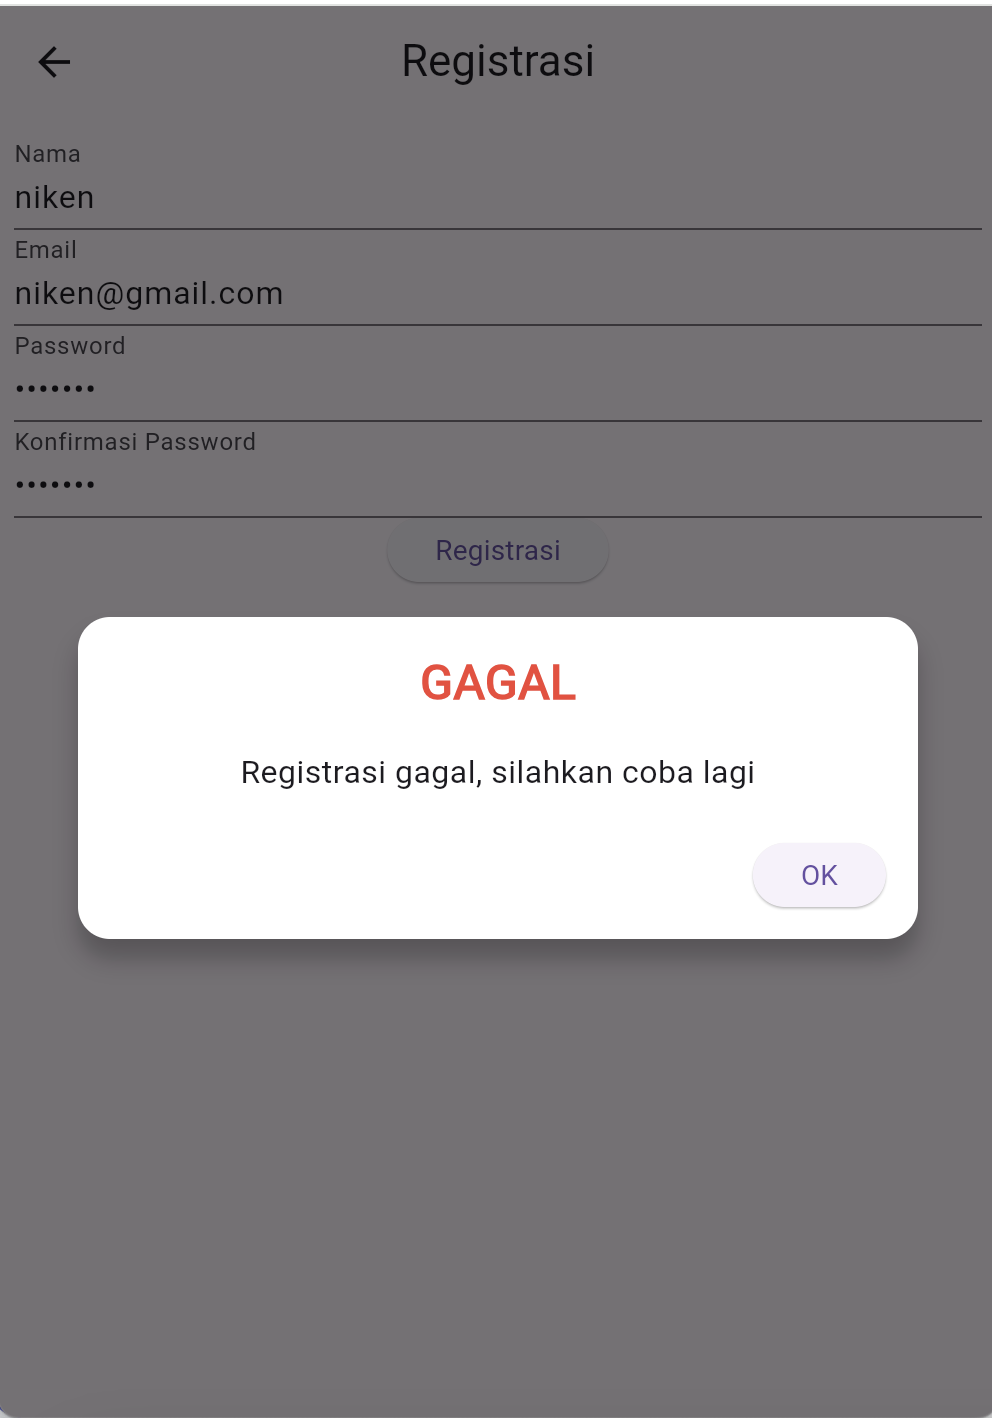 Registrasi
Nama
niken
Email
niken@gmail.com
Password
•••••••
Konfirmasi Password
•••••••
Registrasi
GAGAL
Registrasi gagal, silahkan coba lagi
OK